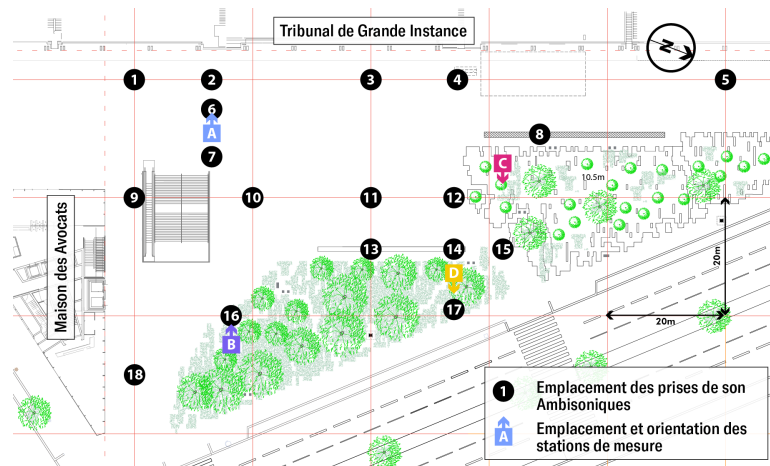 Tribunal de Grande Instance
N
1 2 3 4 5
6
A
7
8
C
10.5m
9 10 11 12
13 14 15
D
20m
16
17
20m
B
18
Maison des Avocats
1 Emplacement des prises de son
Ambisoniques
A Emplacement et orientation des
stations de mesure